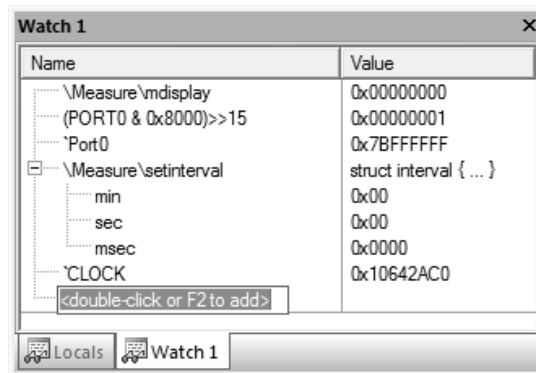 Watch 1
Name Value
\Measure\mdisplay 0x00000000
(PORT0 & 0x8000)>>15 0x00000001
`Port0 0x7BFFFFFF
\Measure\setinterval struct interval { ... }
min 0x00
sec 0x00
msec 0x0000
`CLOCK 0x10642AC0
<double-click or F2 to add>
Locals Watch 1